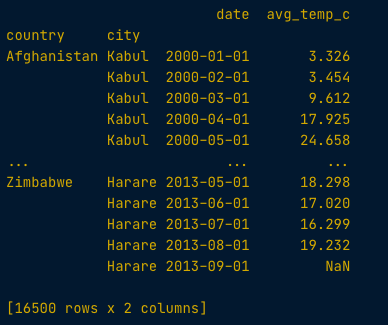 date avg_temp_c
country city
Afghanistan Kabul 2000-01-01 3.326
Kabul 2000-02-01 3.454
Kabul 2000-03-01 9.612
Kabul 2000-04-01 17.925
Kabul 2000-05-01 24.658
... ... ...
Zimbabwe Harare 2013-05-01 18.298
Harare 2013-06-01 17.020
Harare 2013-07-01 16.299
Harare 2013-08-01 19.232
Harare 2013-09-01 NaN
[16500 rows x 2 columns]